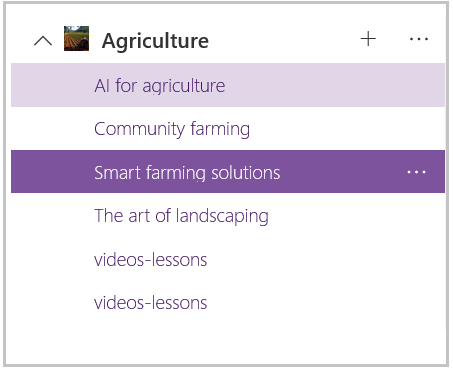 Agriculture
AI for agriculture
Community farming
Smart farming solutions
The art of landscaping
videos-lessons
videos-lessons